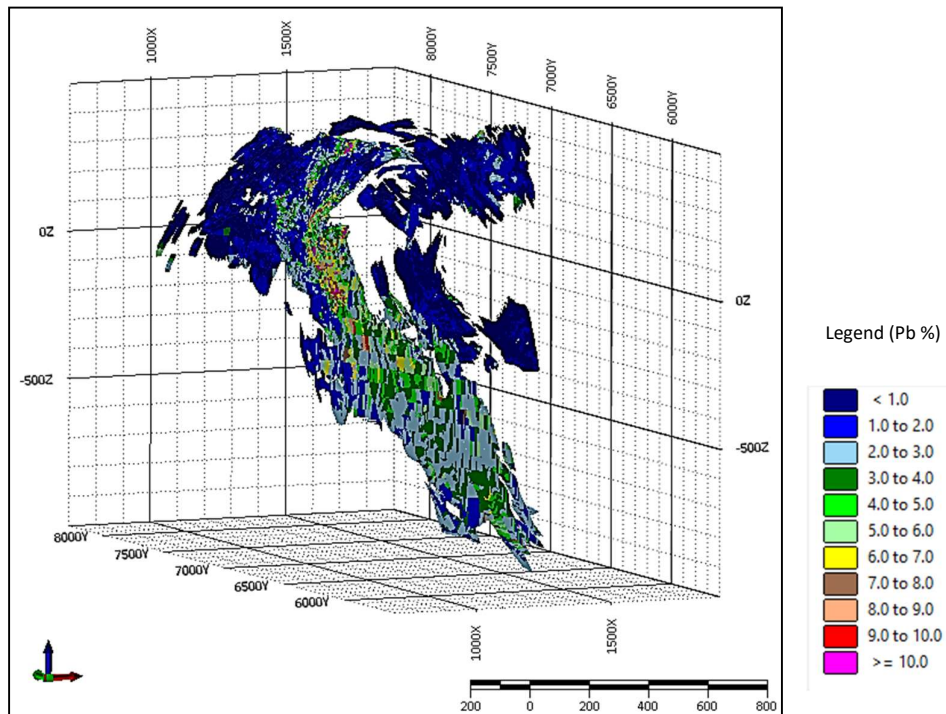 1000X
1500X
8000Y
7500Y
7000Y
6500Y
6000Y
0Z
0Z
-500Z
-500Z
8000Y
7500Y
7000Y
6500Y
6000Y
1000X
1500X
200 0 200 400 600 800
Legend (Pb %)
< 1.0
1.0 to 2.0
2.0 to 3.0
3.0 to 4.0
4.0 to 5.0
5.0 to 6.0
6.0 to 7.0
7.0 to 8.0
8.0 to 9.0
9.0 to 10.0
>= 10.0